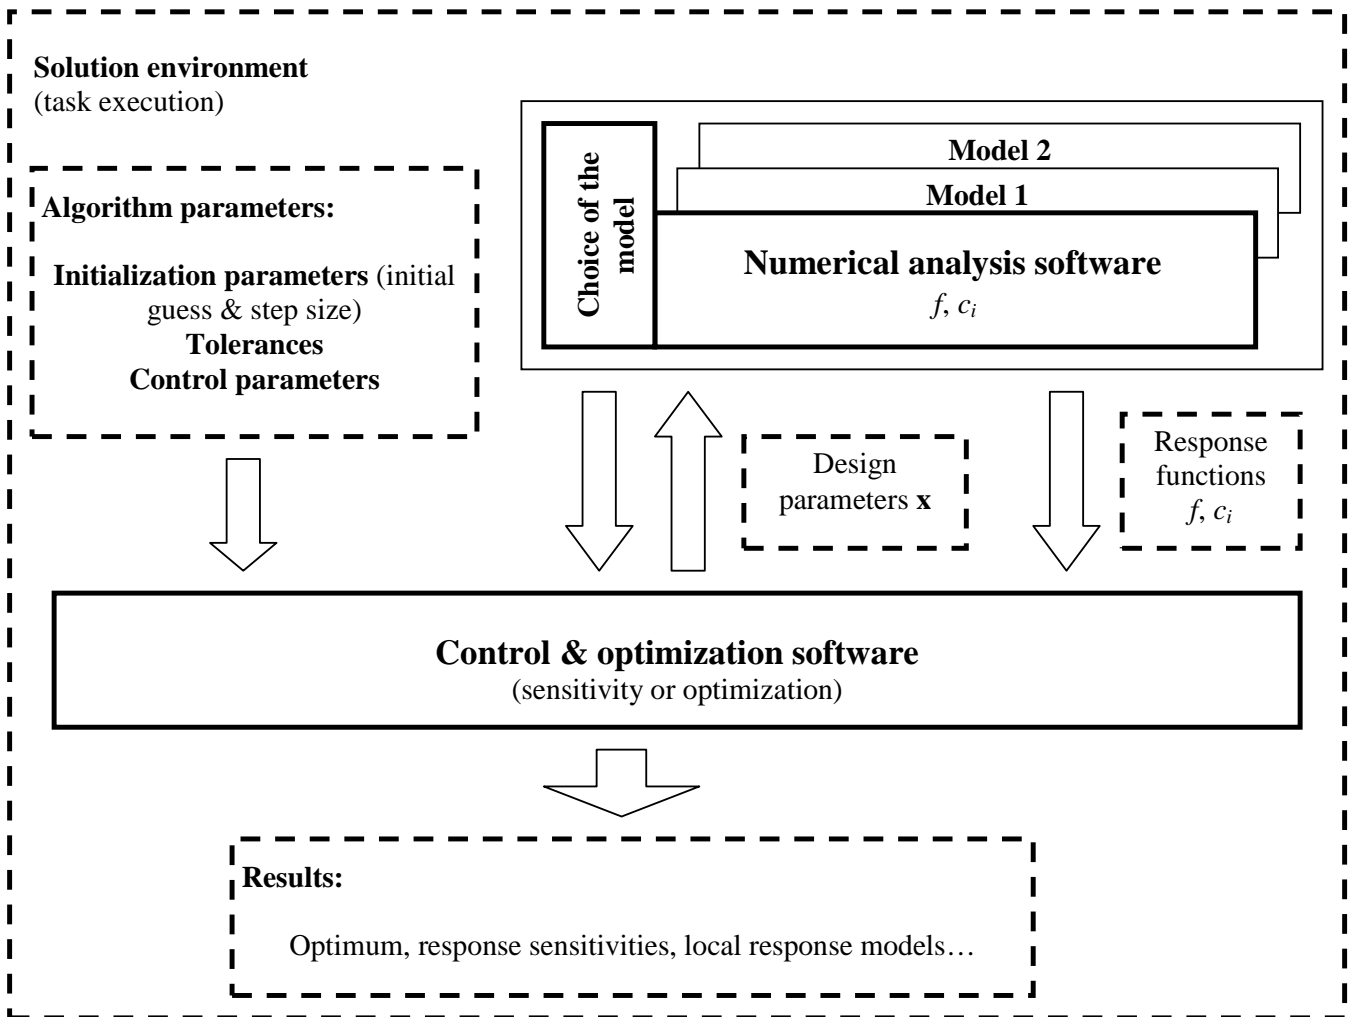 Solution environment
(task execution)
Algorithm parameters:
Initialization parameters (initial
guess & step size)
Tolerances
Control parameters
Choice of the
model
Model 2
Model 1
Numerical analysis software
f, cᵢ
Design
parameters x
Response
functions
f, cᵢ
Control & optimization software
(sensitivity or optimization)
Results:
Optimum, response sensitivities, local response models…